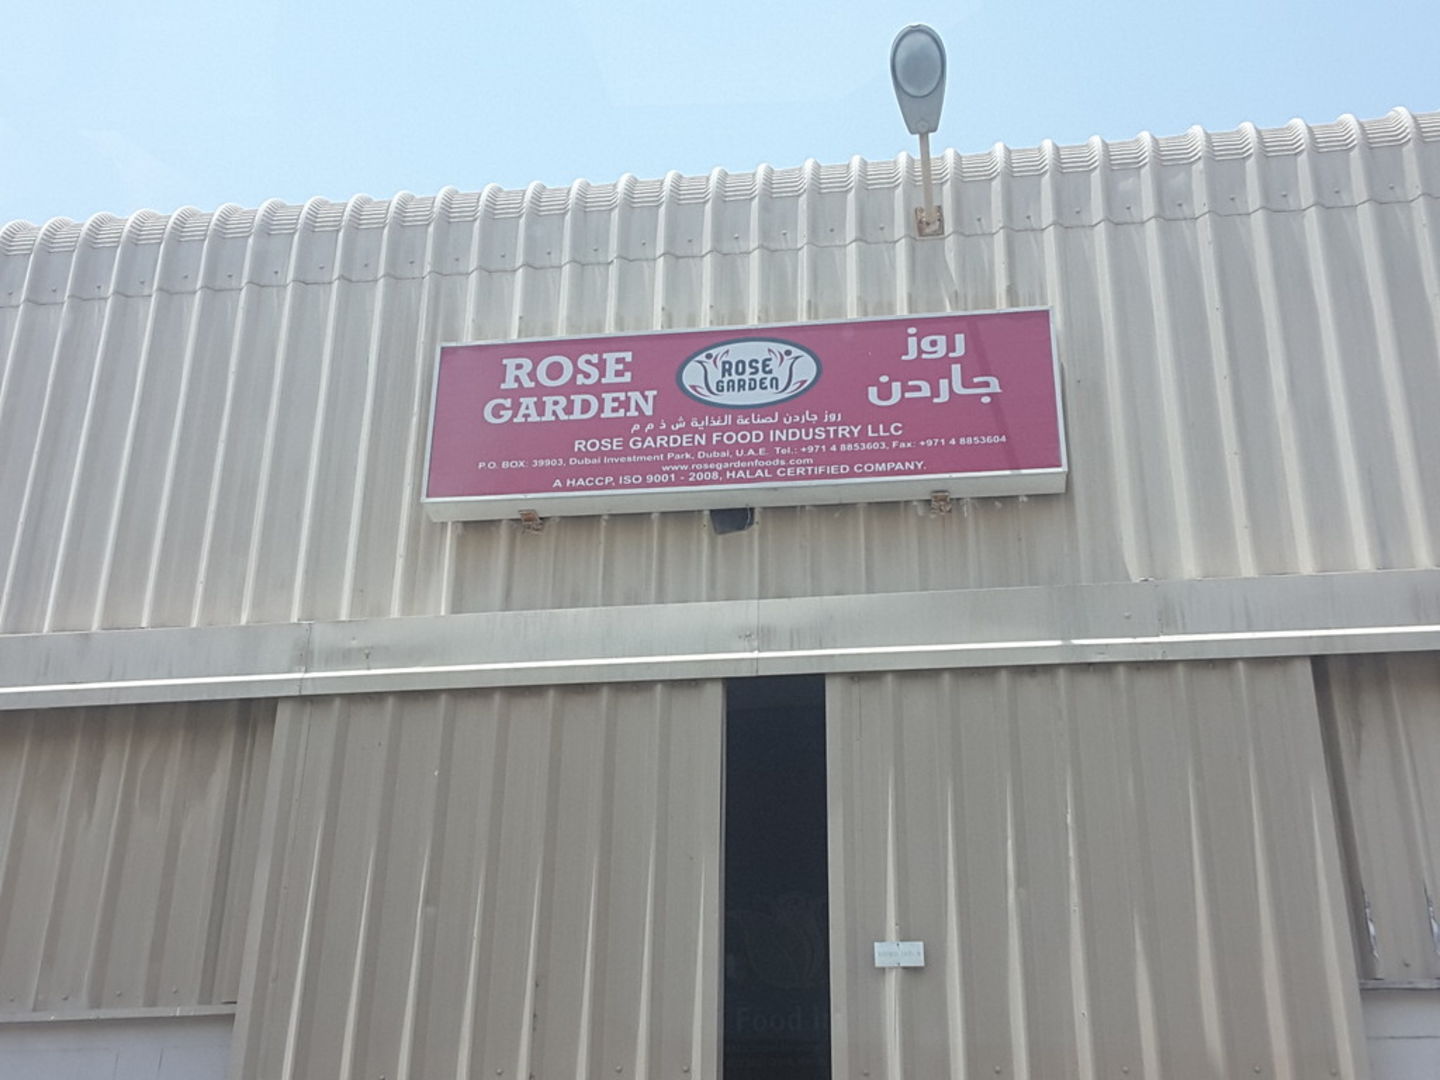 ROSE
GARDEN
ROSE
GARDEN
روز
جاردن
روز جاردن لصناعة الغذاية ش ذ م م
ROSE GARDEN FOOD INDUSTRY LLC
P.O. BOX: 39903, Dubai Investment Park, Dubai, U.A.E. Tel.: +971 4 8853603, Fax: +971 4 8853604
www.rosegardenfoods.com
A HACCP, ISO 9001 - 2008, HALAL CERTIFIED COMPANY.
Food